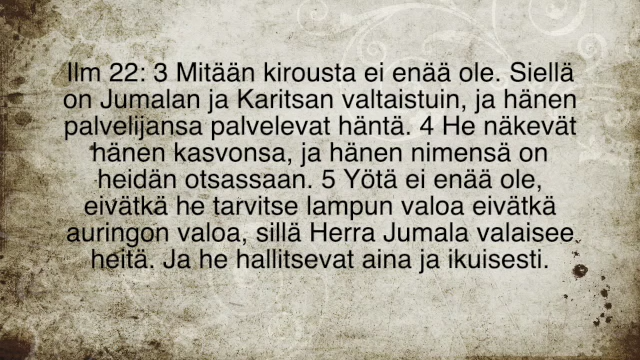 Ilm 22: 3 Mitään kirousta ei enää ole. Siellä
on Jumalan ja Karitsan valtaistuin, ja hänen
palvelijansa palvelevat häntä. 4 He näkevät
hänen kasvonsa, ja hänen nimensä on
heidän otsassaan. 5 Yötä ei enää ole,
eivätkä he tarvitse lampun valoa eivätkä
auringon valoa, sillä Herra Jumala valaisee
heitä. Ja he hallitsevat aina ja ikuisesti.